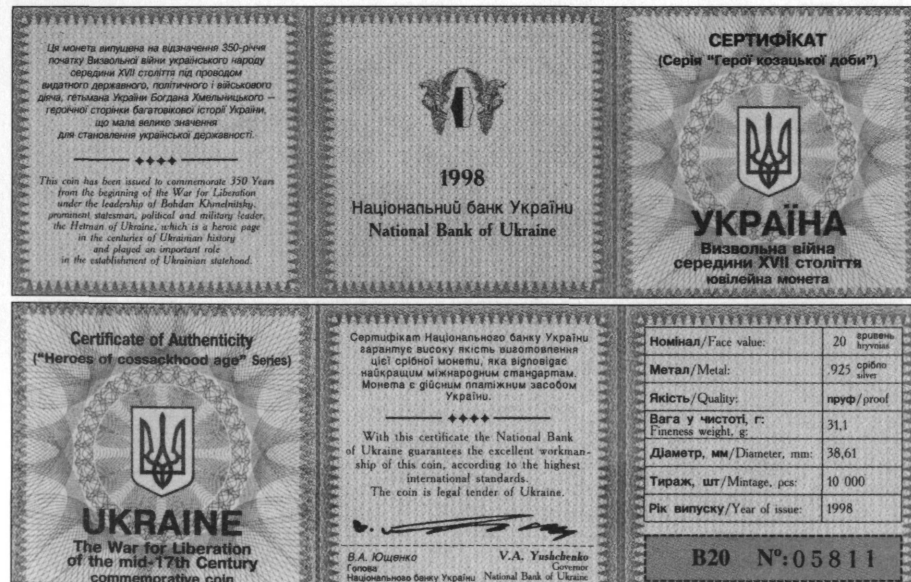 Ця монета випущена на відзначення 350-річчя
початку Визвольної війни українського народу
середини XVII століття під проводом
видатного державного, політичного і військового
діяча, гетьмана України Богдана Хмельницького —
героїчної сторінки багатовікової історії України,
що мала велике значення
для становлення української державності.
This coin has been issued to commemorate 350 Years
from the beginning of the War for Liberation
under the leadership of Bohdan Khmelnitsky,
prominent statesman, political and military leader,
the Hetman of Ukraine, which is a heroic page
in the centuries of Ukrainian history
and played an important role
in the establishment of Ukrainian statehood.
1998
Національний банк України
National Bank of Ukraine
СЕРТИФІКАТ
(Серія "Герої козацької доби")
УКРАЇНА
Визвольна війна
середини XVII століття
ювілейна монета
Certificate of Authenticity
("Heroes of cossackhood age" Series)
UKRAINE
The War for Liberation
of the mid-17th Century
commemorative coin
Сертифікат Національного банку України
гарантує високу якість виготовлення
цієї срібної монети, яка відповідає
найкращим міжнародним стандартам.
Монета є дійсним платіжним засобом
України.
With this certificate the National Bank
of Ukraine guarantees the excellent workman-
ship of this coin, according to the highest
international standards.
The coin is legal tender of Ukraine.
В.А. Ющенко
Голова
Національного банку України
V.A. Yushchenko
Governor
National Bank of Ukraine
Номінал/Face value: 20 гривень hryvnias
Метал/Metal: .925 срібло silver
Якість/Quality: пруф/proof
Вага у чистоті, г:
Fineness weight, g: 31,1
Діаметр, мм/Diameter, mm: 38,61
Тираж, шт/Mintage, pcs: 10 000
Рік випуску/Year of issue: 1998
B20 Nº: 05811